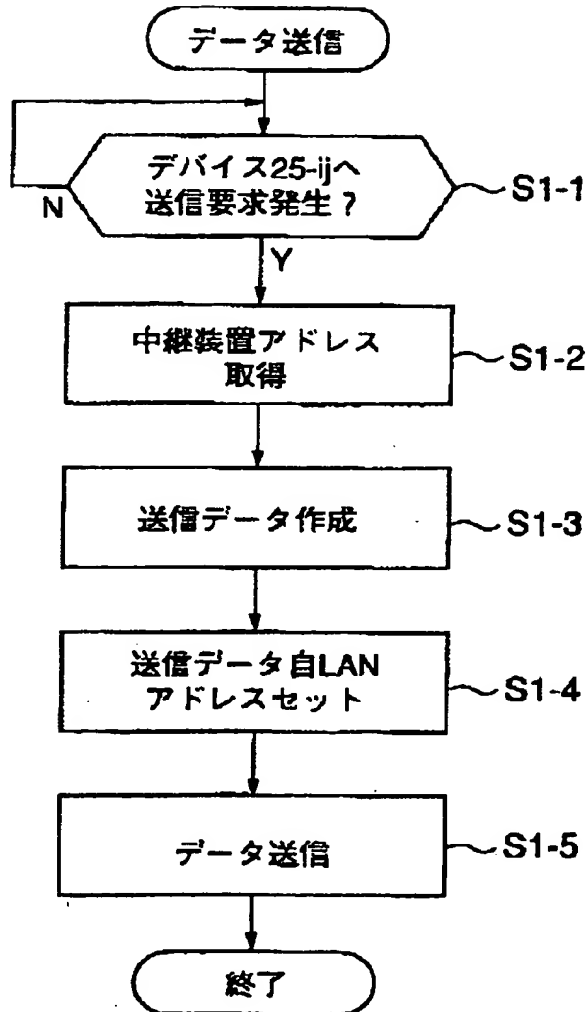 データ送信
デバイス25-ijへ
送信要求発生？
S1-1
N
Y
中継装置アドレス
取得
S1-2
送信データ作成
S1-3
送信データ自LAN
アドレスセット
S1-4
データ送信
S1-5
終了